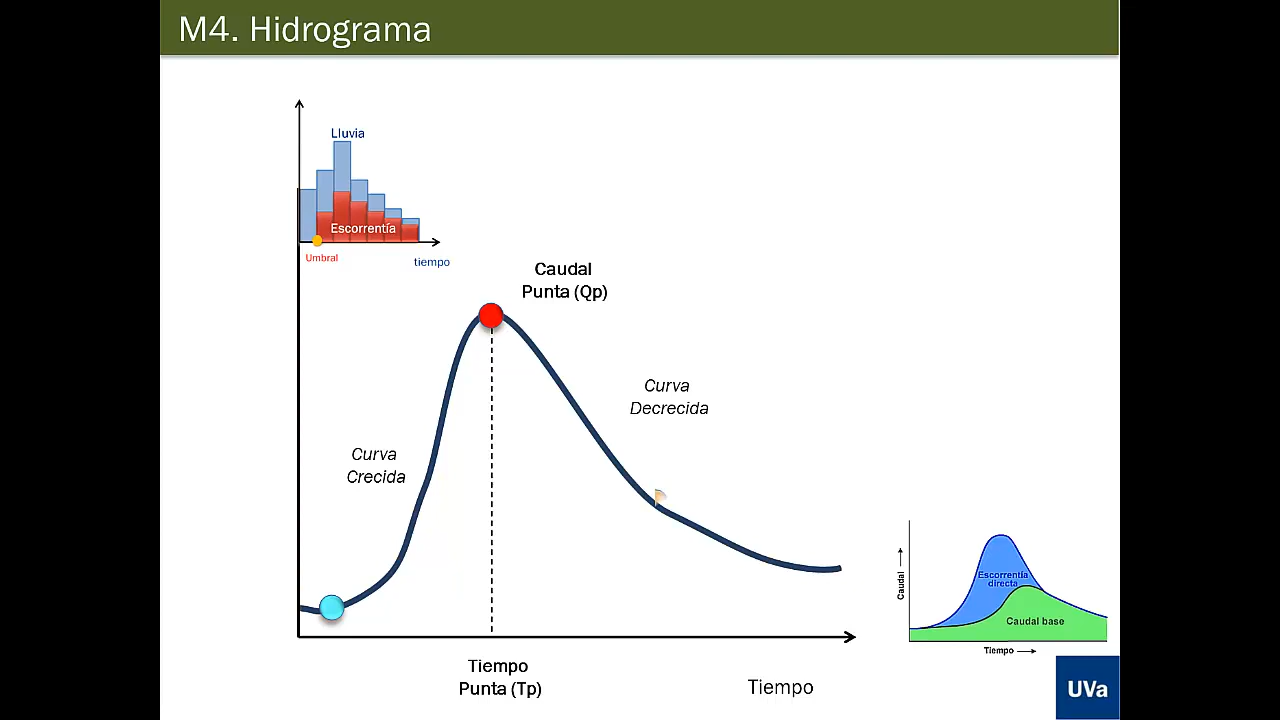 M4. Hidrograma
Lluvia
Escorrentía
Umbral
tiempo
Caudal
Punta (Qp)
Curva
Decrecida
Curva
Crecida
Tiempo
Punta (Tp)
Tiempo
Caudal
Escorrentía
directa
Caudal base
Tiempo
UVa